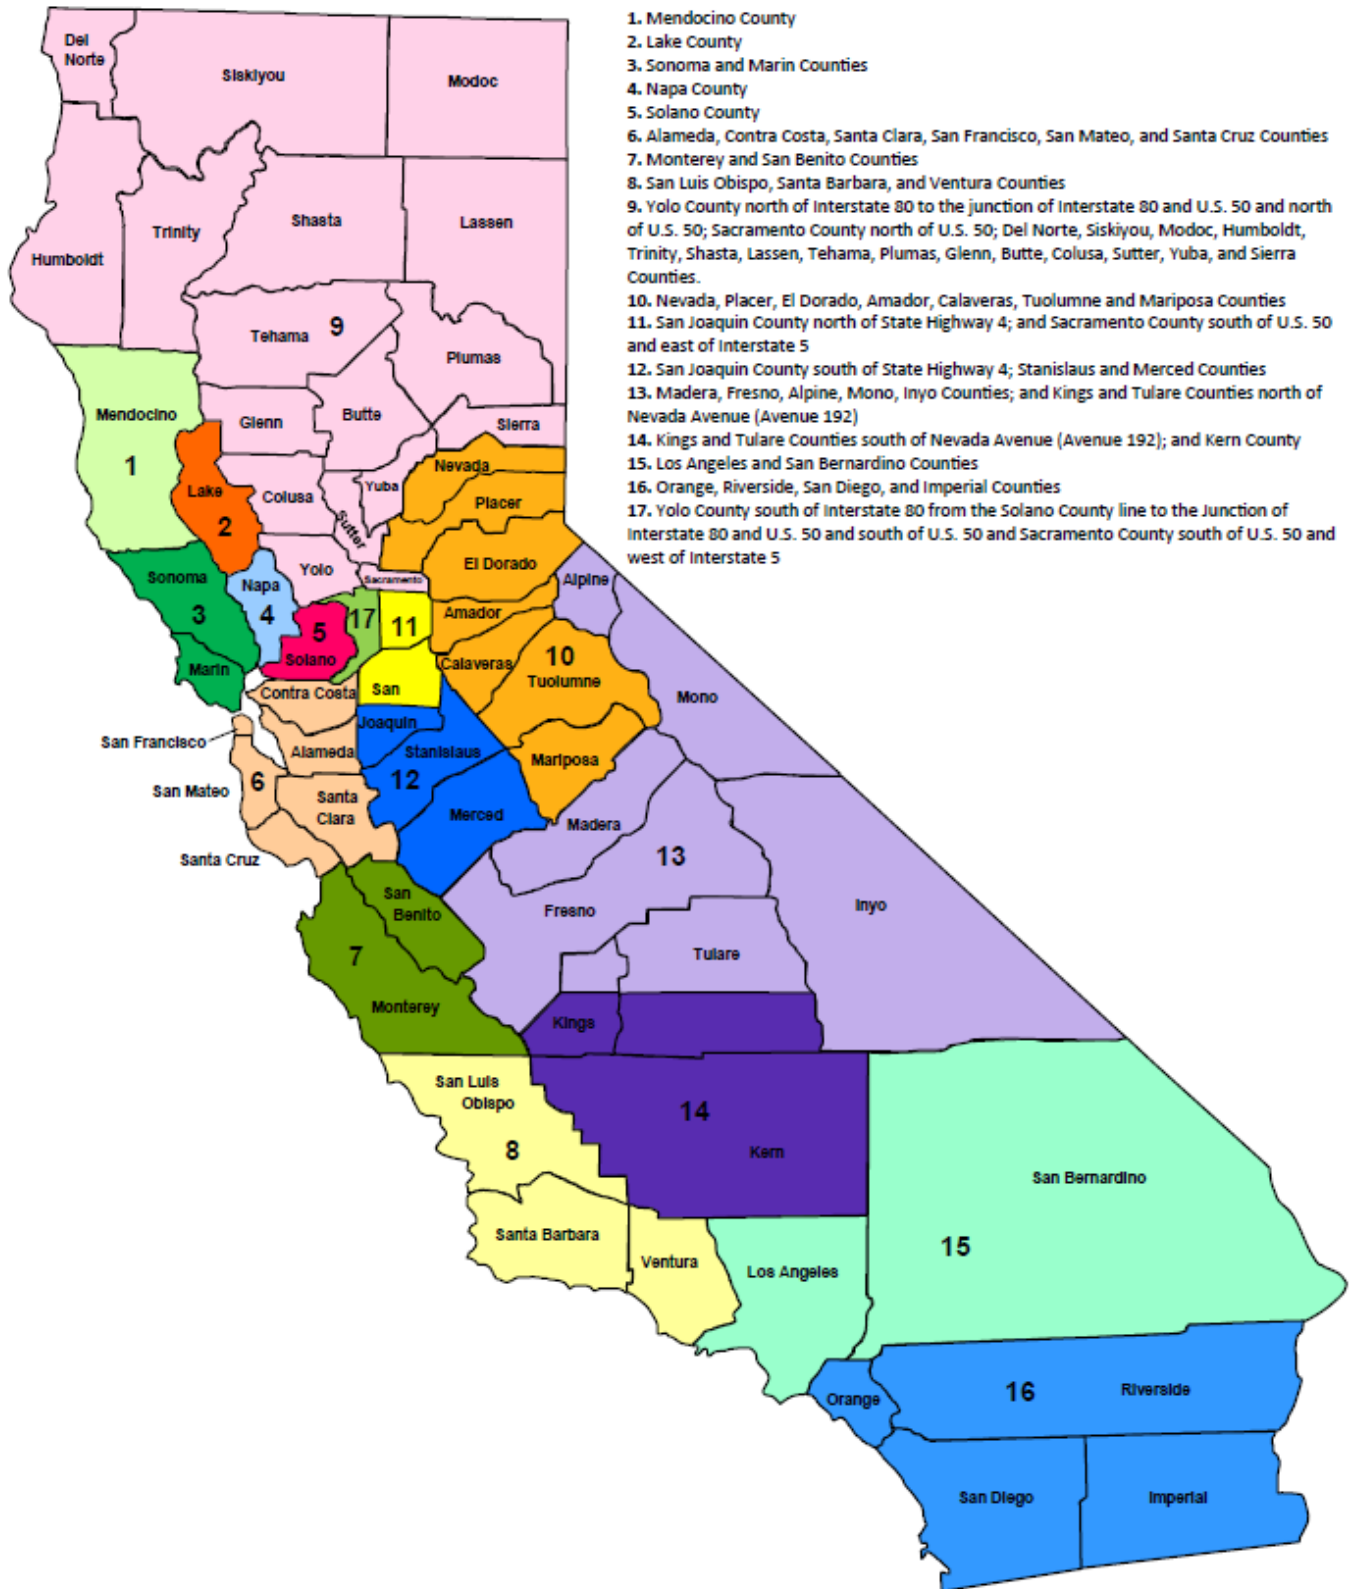 1. Mendocino County
2. Lake County
3. Sonoma and Marin Counties
4. Napa County
5. Solano County
6. Alameda, Contra Costa, Santa Clara, San Francisco, San Mateo, and Santa Cruz Counties
7. Monterey and San Benito Counties
8. San Luis Obispo, Santa Barbara, and Ventura Counties
9. Yolo County north of Interstate 80 to the junction of Interstate 80 and U.S. 50 and north
of U.S. 50; Sacramento County north of U.S. 50; Del Norte, Siskiyou, Modoc, Humboldt,
Trinity, Shasta, Lassen, Tehama, Plumas, Glenn, Butte, Colusa, Sutter, Yuba, and Sierra
Counties.
10. Nevada, Placer, El Dorado, Amador, Calaveras, Tuolumne and Mariposa Counties
11. San Joaquin County north of State Highway 4; and Sacramento County south of U.S. 50
and east of Interstate 5
12. San Joaquin County south of State Highway 4; Stanislaus and Merced Counties
13. Madera, Fresno, Alpine, Mono, Inyo Counties; and Kings and Tulare Counties north of
Nevada Avenue (Avenue 192)
14. Kings and Tulare Counties south of Nevada Avenue (Avenue 192); and Kern County
15. Los Angeles and San Bernardino Counties
16. Orange, Riverside, San Diego, and Imperial Counties
17. Yolo County south of Interstate 80 from the Solano County line to the Junction of
Interstate 80 and U.S. 50 and south of U.S. 50 and Sacramento County south of U.S. 50 and
west of Interstate 5
Del
Norte
Siskiyou
Modoc
Humboldt
Trinity
Shasta
Lassen
Tehama
9
Plumas
Mendocino
1
Glenn
Butte
Sierra
Lake
2
Colusa
Sutter
Yuba
Nevada
Placer
Sonoma
3
Napa
4
Yolo
Sacramento
El Dorado
Alpine
Marin
5
Solano
17
11
Amador
Calaveras
10
Tuolumne
Mono
Contra Costa
San
Joaquin
San Francisco
Alameda
Stanislaus
Mariposa
San Mateo
6
Santa
Clara
12
Merced
Madera
Santa Cruz
13
San
Benito
Fresno
Inyo
7
Tulare
Monterey
Kings
San Luis
Obispo
14
8
Kern
San Bernardino
Santa Barbara
Ventura
Los Angeles
15
Orange
16
Riverside
San Diego
Imperial